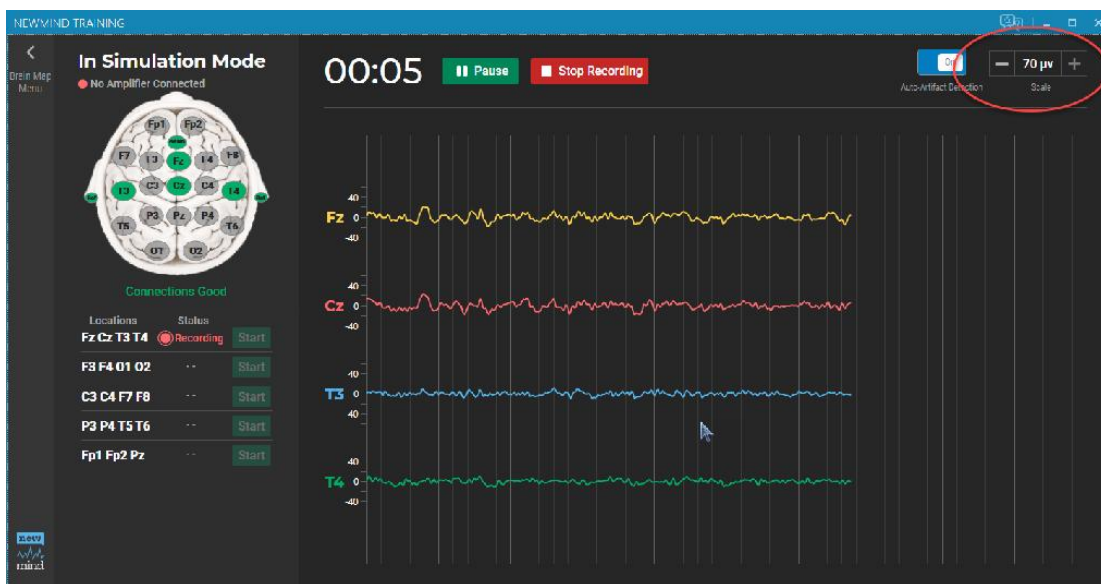 NEWMIND TRAINING
Brain Map
Menu
In Simulation Mode
No Amplifier Connected
Fp1 Fp2
F7 T3 Fz T4 F8
T3 C3 Cz C4 T4
T5 P3 Pz P4 T6
O1 O2
Connections Good
Locations Status
Fz Cz T3 T4 Recording Start
F3 F4 O1 O2 -- Start
C3 C4 F7 F8 -- Start
P3 P4 T5 T6 -- Start
Fp1 Fp2 Pz -- Start
new
mind
00:05 Pause Stop Recording
On
Auto-Artifact Detection
70 µv
Scale
40
Fz 0
-40
40
Cz 0
-40
40
T3 0
40
40
T4 0
-40